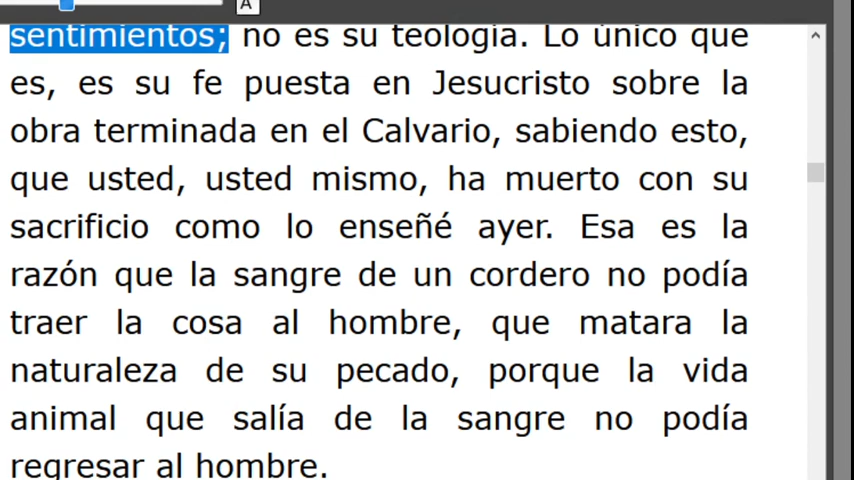 A
sentimientos; no es su teología. Lo único que
es, es su fe puesta en Jesucristo sobre la
obra terminada en el Calvario, sabiendo esto,
que usted, usted mismo, ha muerto con su
sacrificio como lo enseñé ayer. Esa es la
razón que la sangre de un cordero no podía
traer la cosa al hombre, que matara la
naturaleza de su pecado, porque la vida
animal que salía de la sangre no podía
regresar al hombre.